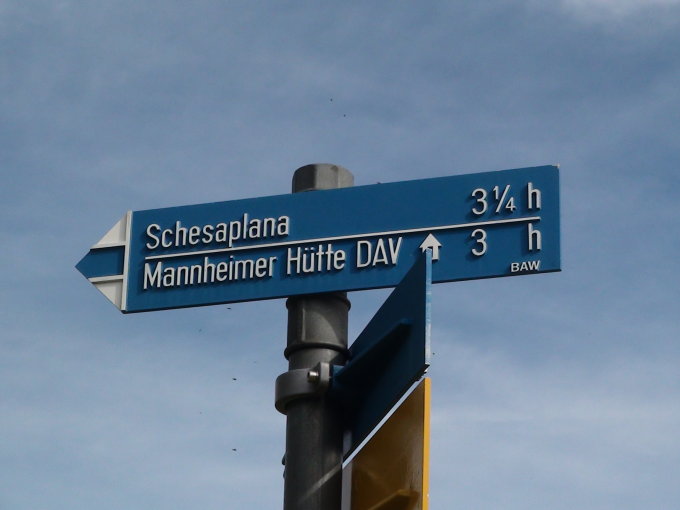 Schesaplana 3¼ h
Mannheimer Hütte DAV 3 h
BAW